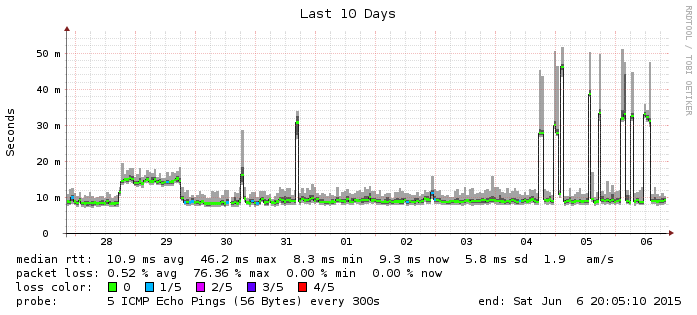 Last 10 Days
RRDTOOL / TOBI OETIKER
Seconds
50 m
40 m
30 m
20 m
10 m
0
28 29 30 31 01 02 03 04 05 06
median rtt: 10.9 ms avg 46.2 ms max 8.3 ms min 9.3 ms now 5.8 ms sd 1.9 am/s
packet loss: 0.52 % avg 76.36 % max 0.00 % min 0.00 % now
loss color: 0 1/5 2/5 3/5 4/5
probe: 5 ICMP Echo Pings (56 Bytes) every 300s end: Sat Jun 6 20:05:10 2015